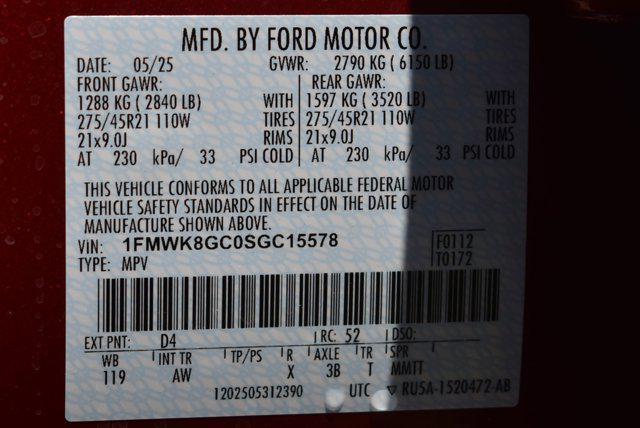 MFD. BY FORD MOTOR CO.
DATE: 05/25 GVWR: 2790 KG ( 6150 LB)
FRONT GAWR: REAR GAWR:
1288 KG ( 2840 LB) WITH 1597 KG ( 3520 LB) WITH
275/45R21 110W TIRES 275/45R21 110W TIRES
21x9.0J RIMS 21x9.0J RIMS
AT 230 kPa/ 33 PSI COLD AT 230 kPa/ 33 PSI COLD
THIS VEHICLE CONFORMS TO ALL APPLICABLE FEDERAL MOTOR
VEHICLE SAFETY STANDARDS IN EFFECT ON THE DATE OF
MANUFACTURE SHOWN ABOVE.
VIN: 1FMWK8GC0SGC15578 F0112
TYPE: MPV T0172
EXT PNT: D4 RC: 52 DSO:
WB INT TR TP/PS R AXLE TR SPR
119 AW X 3B T MMTT
1202505312390 UTC ▽ RU5A-1520472-AB